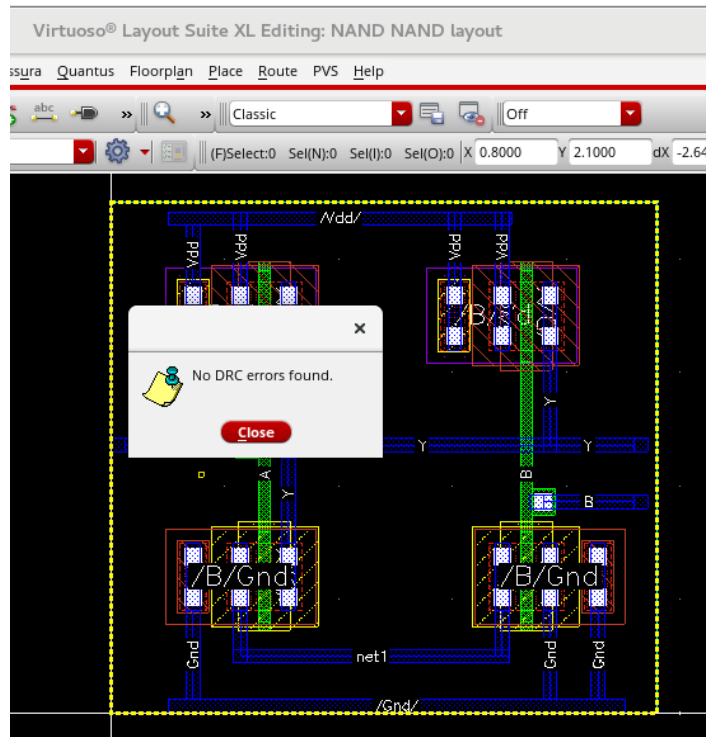 Virtuoso® Layout Suite XL Editing: NAND NAND layout
ssura Quantus Floorplan Place Route PVS Help
abc » » Classic Off
(F)Select:0 Sel(N):0 Sel(I):0 Sel(O):0 X 0.8000 Y 2.1000 dX -2.64
/Vdd/
Vdd Vdd Vdd Vdd
No DRC errors found.
Close
Y
Y Y
A B
Y B
/B/Gnd /B/Gnd
Gnd net1 Gnd Gnd
/Gnd/